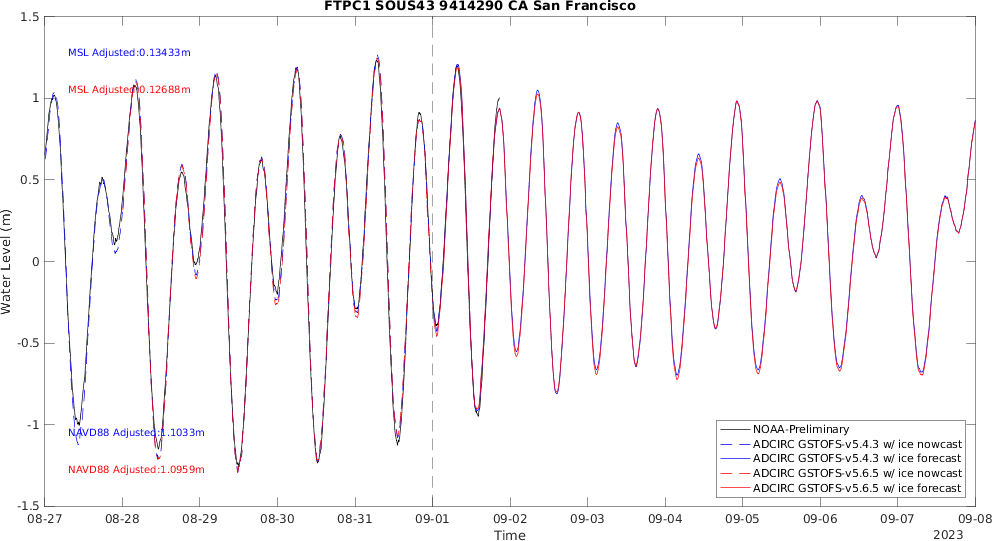 FTPC1 SOUS43 9414290 CA San Francisco
1.5
1
0.5
0
-0.5
-1
-1.5
Water Level (m)
MSL Adjusted:0.13433m
MSL Adjusted:0.12688m
NAVD88 Adjusted:1.1033m
NAVD88 Adjusted:1.0959m
NOAA-Preliminary
ADCIRC GSTOFS-v5.4.3 w/ ice nowcast
ADCIRC GSTOFS-v5.4.3 w/ ice forecast
ADCIRC GSTOFS-v5.6.5 w/ ice nowcast
ADCIRC GSTOFS-v5.6.5 w/ ice forecast
08-27 08-28 08-29 08-30 08-31 09-01 09-02 09-03 09-04 09-05 09-06 09-07 09-08
Time
2023